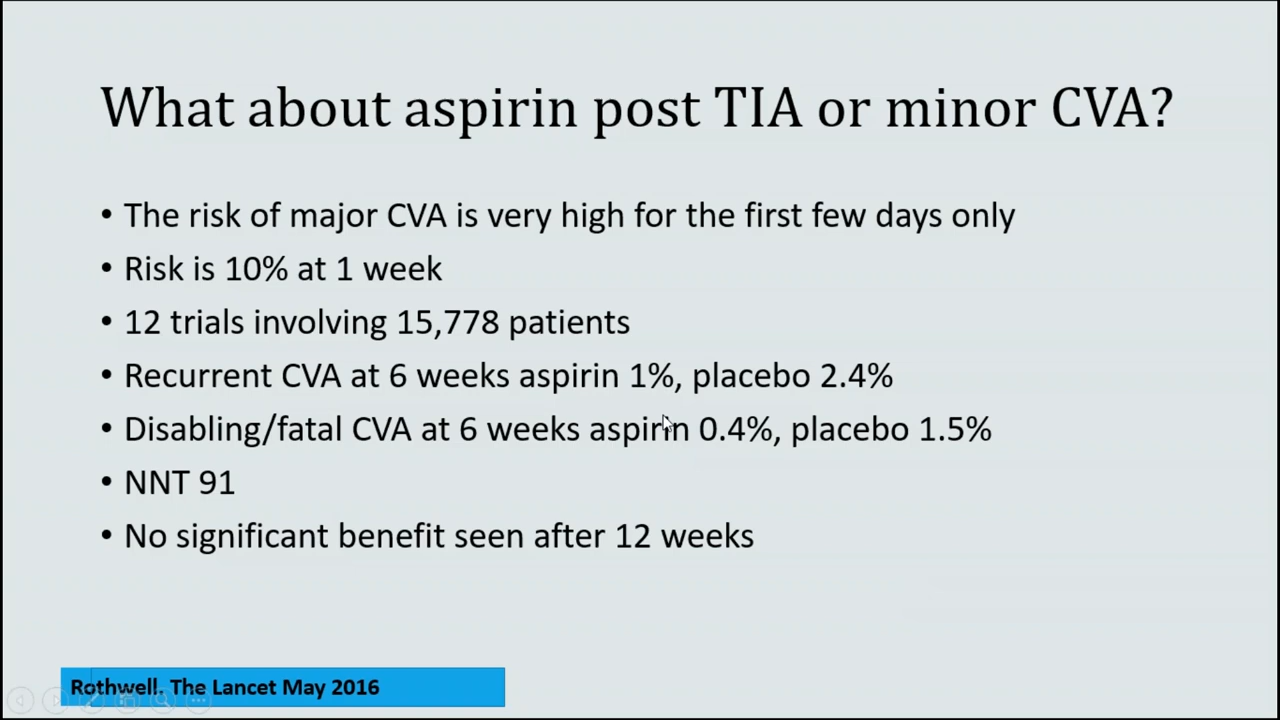 What about aspirin post TIA or minor CVA?
• The risk of major CVA is very high for the first few days only
• Risk is 10% at 1 week
• 12 trials involving 15,778 patients
• Recurrent CVA at 6 weeks aspirin 1%, placebo 2.4%
• Disabling/fatal CVA at 6 weeks aspirin 0.4%, placebo 1.5%
• NNT 91
• No significant benefit seen after 12 weeks
Rothwell. The Lancet May 2016